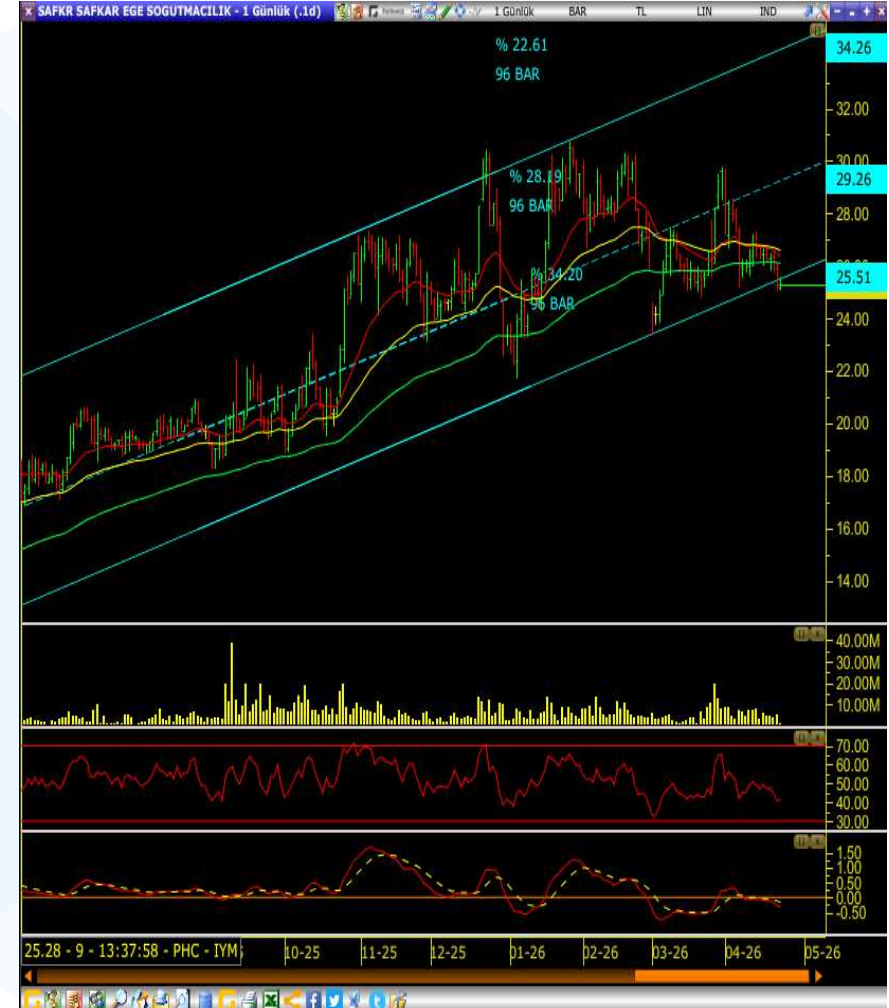 SAFKR SAFKAR EGE SOGUTMACILIK - 1 Günlük (.1d)
1 Günlük BAR TL LIN IND
% 22.61
96 BAR
34.26
32.00
30.00
% 28.19
29.26
96 BAR
28.00
% 34.20
25.51
96 BAR
24.00
22.00
20.00
18.00
16.00
14.00
40.00M
30.00M
20.00M
10.00M
70.00
60.00
50.00
40.00
30.00
1.50
1.00
0.50
0.00
-0.50
25.28 - 9 - 13:37:58 - PHC - IYM
10-25 11-25 12-25 01-26 02-26 03-26 04-26 05-26